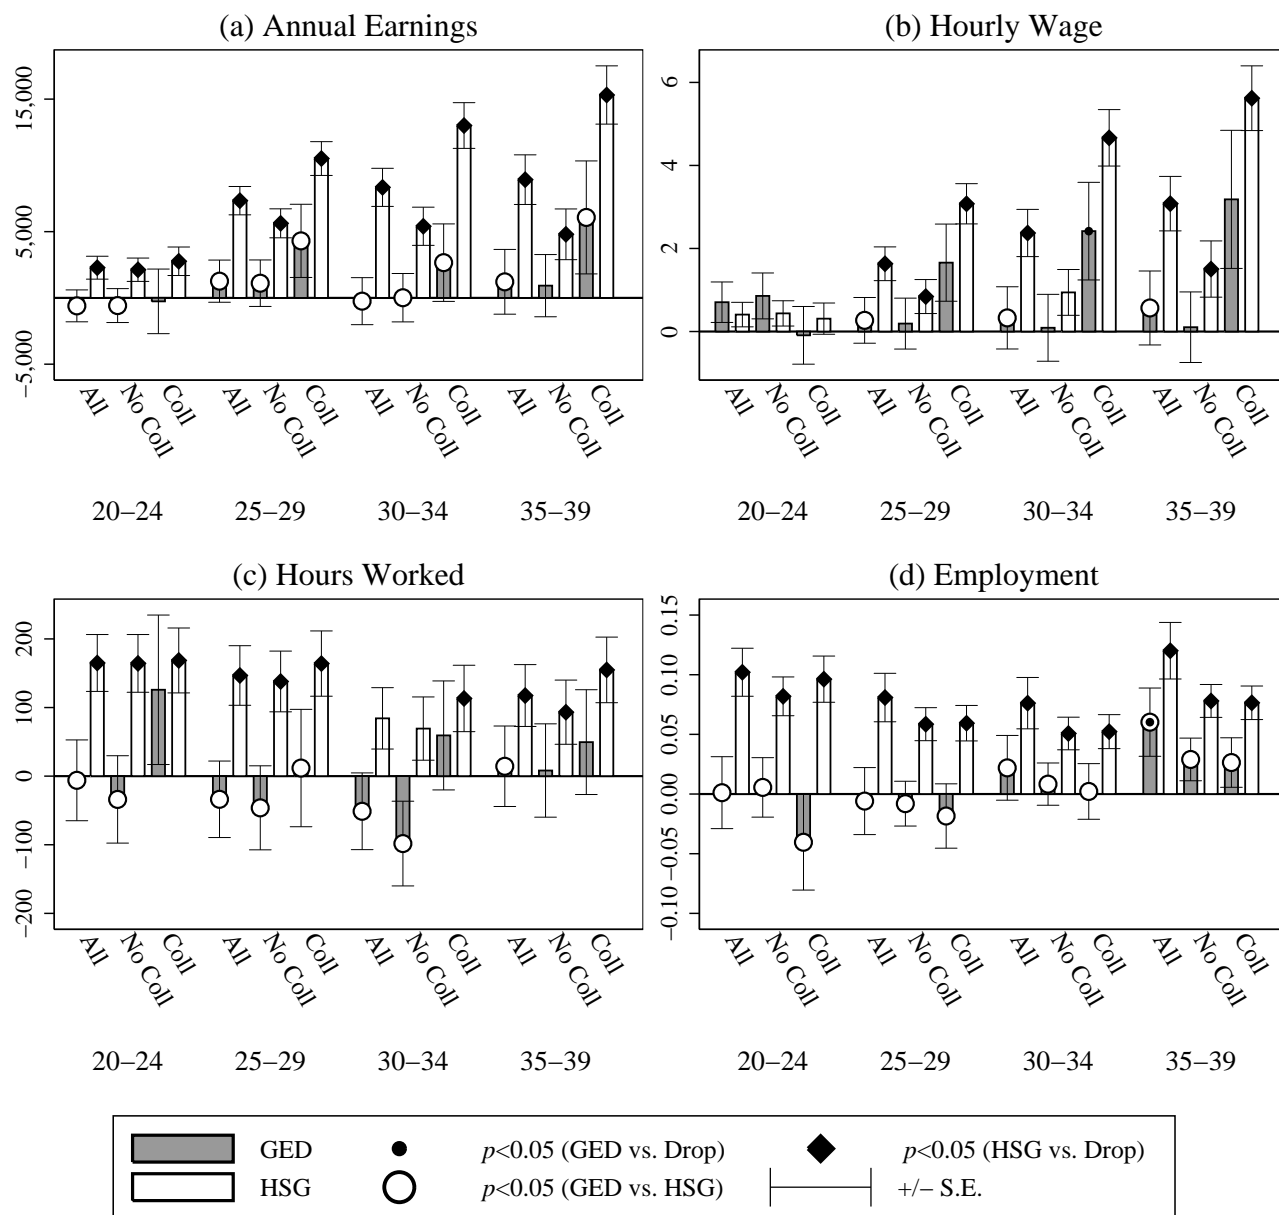 (a) Annual Earnings
15,000
5,000
−5,000
All No Coll Coll All No Coll Coll All No Coll Coll All No Coll Coll
20–24 25–29 30–34 35–39
(b) Hourly Wage
6
4
2
0
All No Coll Coll All No Coll Coll All No Coll Coll All No Coll Coll
20–24 25–29 30–34 35–39
(c) Hours Worked
200
100
0
−100
−200
All No Coll Coll All No Coll Coll All No Coll Coll All No Coll Coll
20–24 25–29 30–34 35–39
(d) Employment
0.15
0.10
0.05
0.00
−0.05
−0.10
All No Coll Coll All No Coll Coll All No Coll Coll All No Coll Coll
20–24 25–29 30–34 35–39
GED p<0.05 (GED vs. Drop) p<0.05 (HSG vs. Drop)
HSG p<0.05 (GED vs. HSG) +/− S.E.